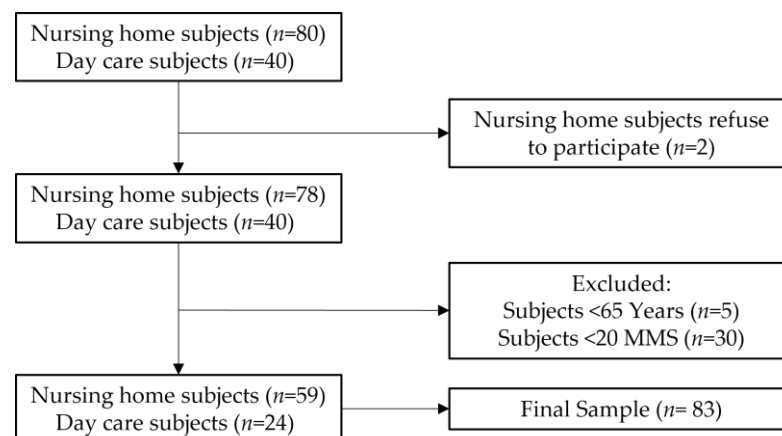 Nursing home subjects (n=80)
Day care subjects (n=40)
Nursing home subjects refuse
to participate (n=2)
Nursing home subjects (n=78)
Day care subjects (n=40)
Excluded:
Subjects <65 Years (n=5)
Subjects <20 MMS (n=30)
Nursing home subjects (n=59)
Day care subjects (n=24)
Final Sample (n= 83)